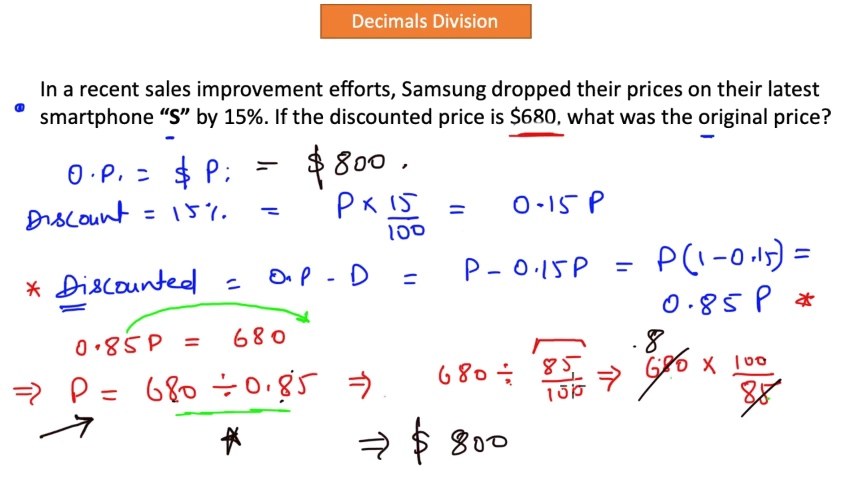 Decimals Division
In a recent sales improvement efforts, Samsung dropped their prices on their latest
smartphone “S” by 15%. If the discounted price is $680, what was the original price?
O.P. = $ P; = $800.
Discount = 15% = P × 15/100 = 0.15 P
* Discounted = O.P - D = P - 0.15P = P(1-0.15) =
0.85 P *
0.85P = 680
⇒ P = 680 ÷ 0.85 ⇒ 680 ÷ 85/100 ⇒ 680 × 100/85
8
⇒ $ 800